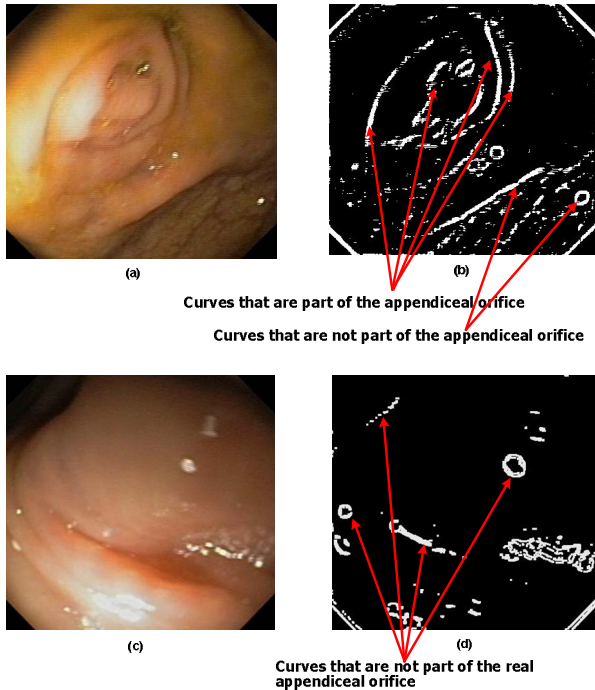 (a)
(b)
Curves that are part of the appendiceal orifice
Curves that are not part of the appendiceal orifice
(c)
(d)
Curves that are not part of the real
appendiceal orifice